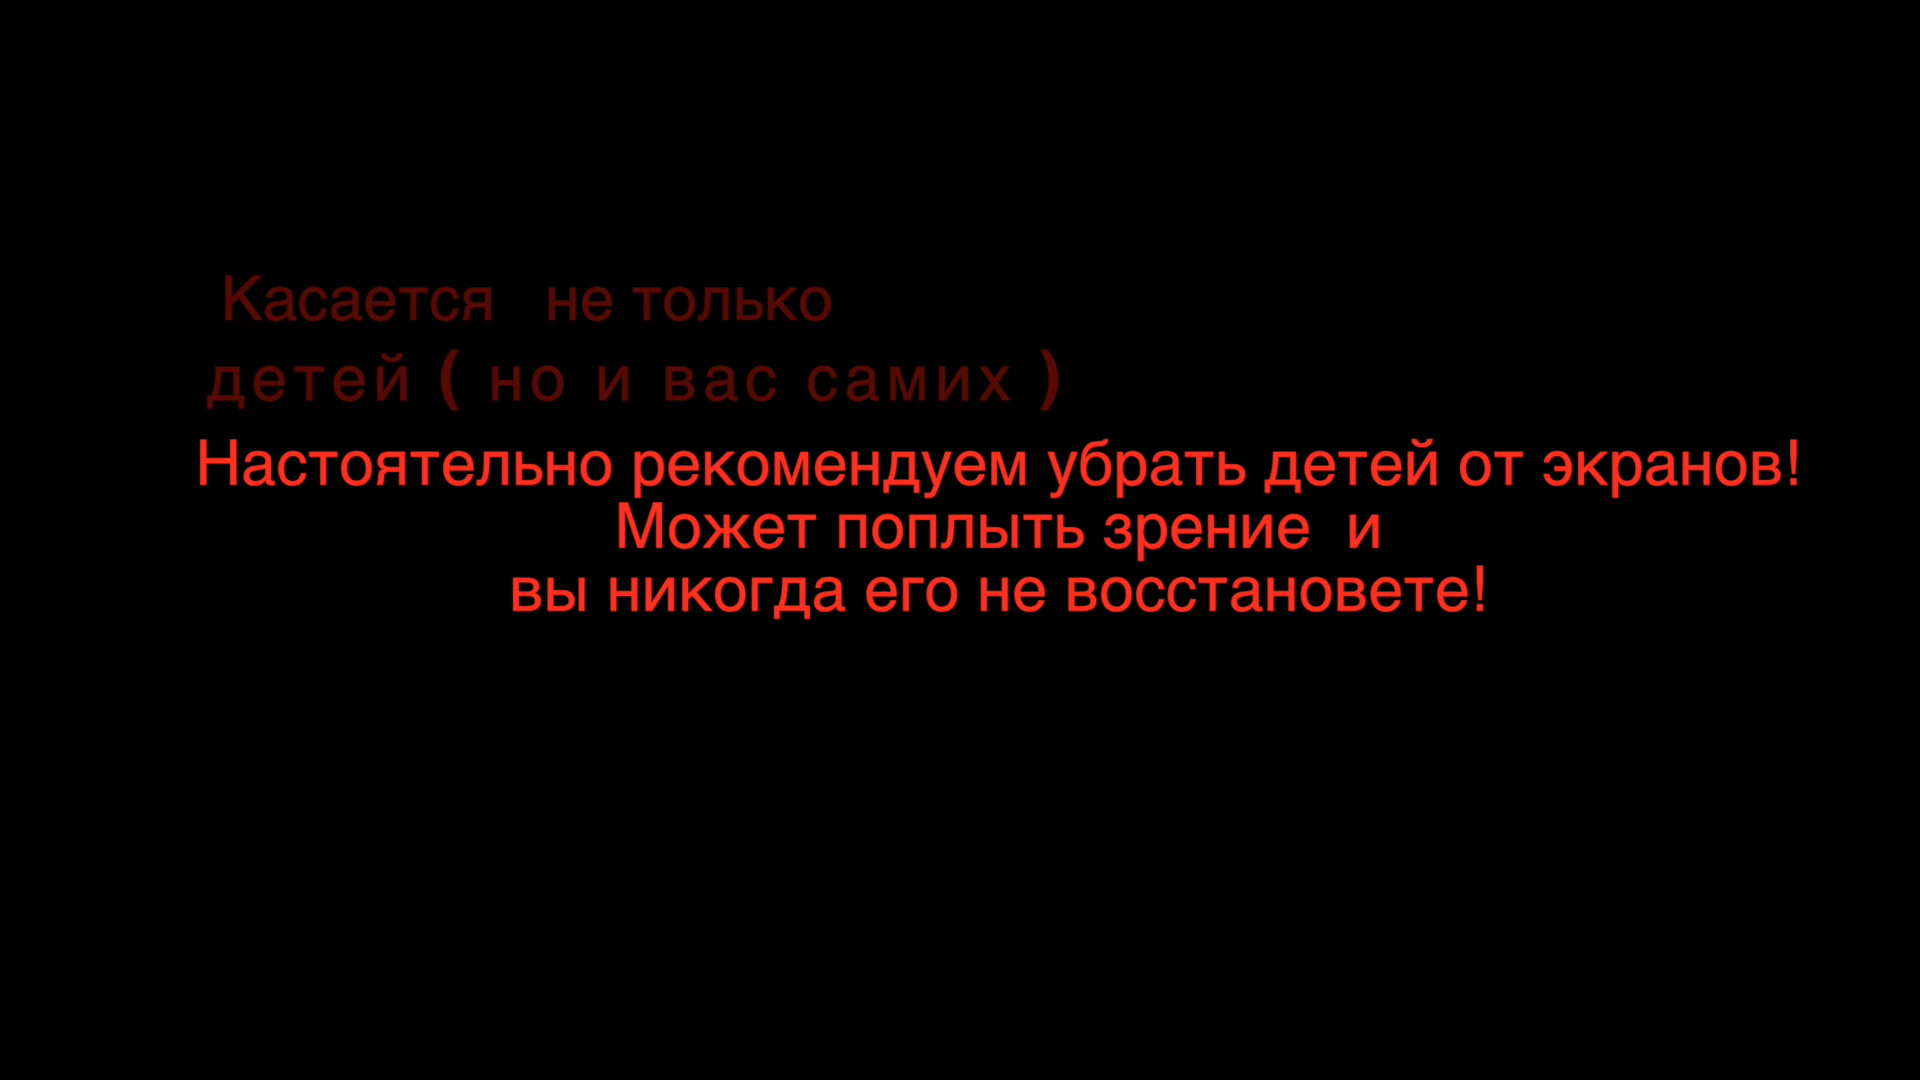 Касается не только
детей ( но и вас самих )
Настоятельно рекомендуем убрать детей от экранов!
Может поплыть зрение и
вы никогда его не восстановете!